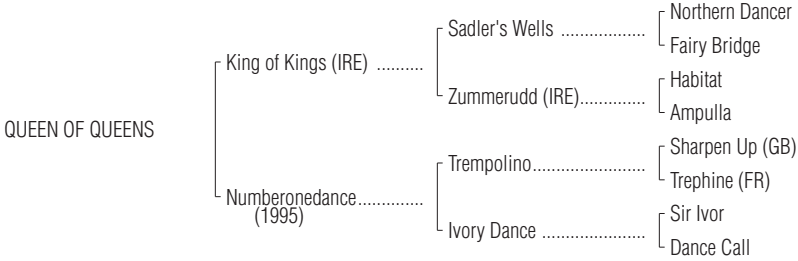 Northern Dancer
Sadler's Wells ...................
Fairy Bridge
King of Kings (IRE) ..........
Habitat
Zummerudd (IRE)...............
Ampulla
QUEEN OF QUEENS
Sharpen Up (GB)
Trempolino.........................
Trephine (FR)
Numberonedance..............
(1995)
Sir Ivor
Ivory Dance .......................
Dance Call